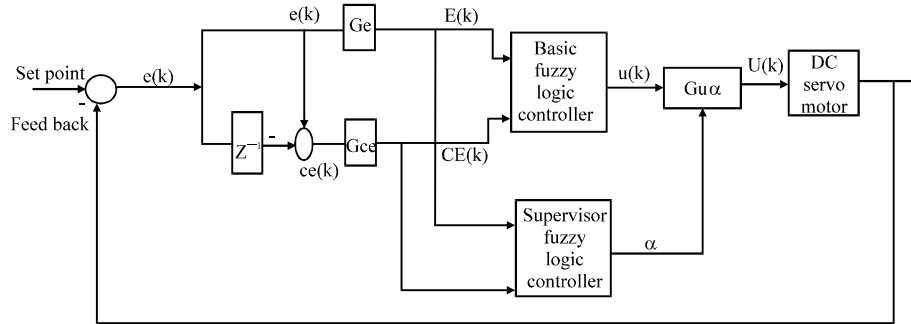 Set point
-
Feed back
e(k)
e(k)
Z⁻¹
-
ce(k)
Ge
Gce
E(k)
CE(k)
Basic
fuzzy
logic
controller
Supervisor
fuzzy
logic
controller
u(k)
α
Guα
U(k)
DC
servo
motor